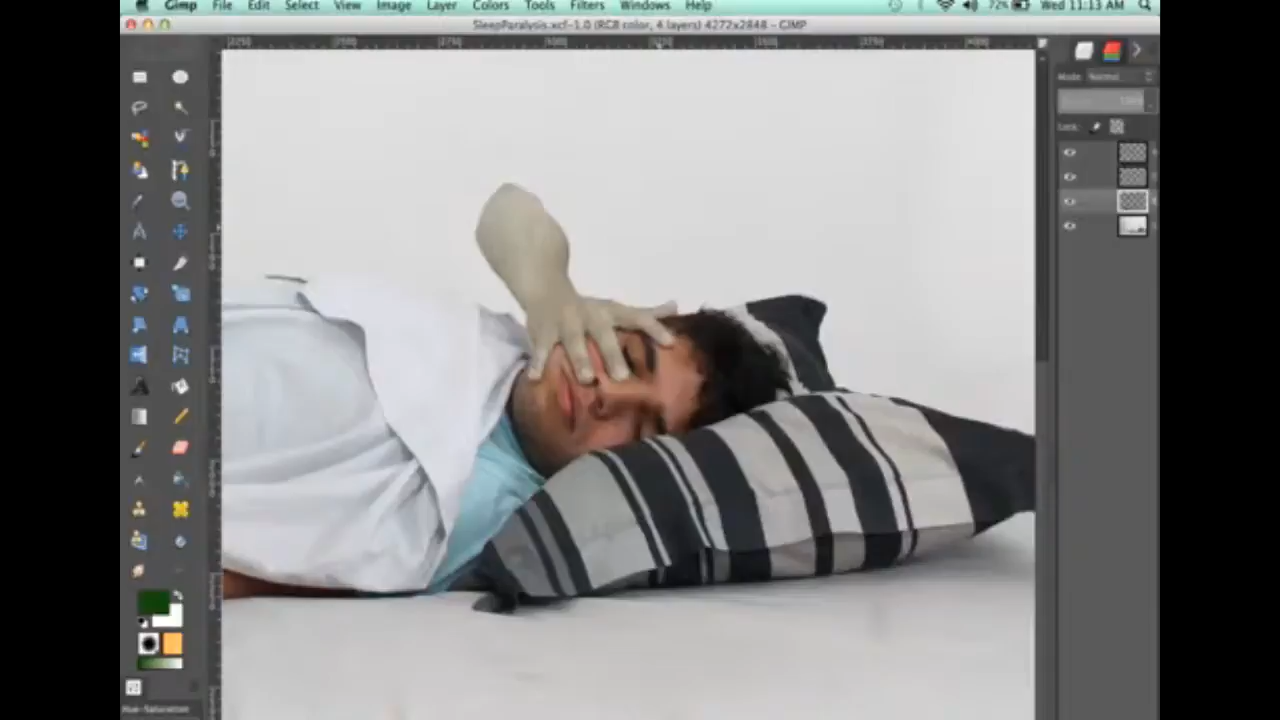 Gimp File Edit Select View Image Layer Colors Tools Filters Windows Help 72% Wed 11:13 AM
SleepParalysis.xcf-1.0 (RGB color, 4 layers) 4272x2848 – GIMP
Mode: Normal
Lock:
Hue-Saturation